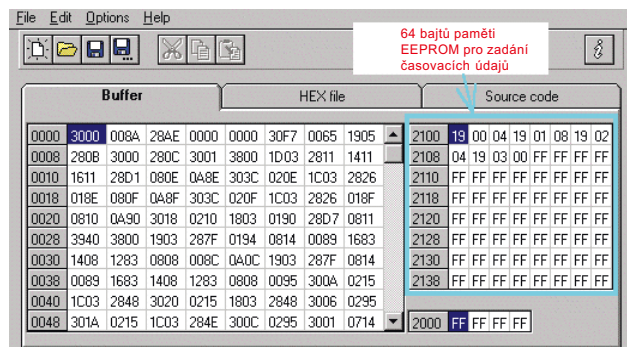 File Edit Options Help
64 bajtů paměti
EEPROM pro zadání
časovacích údajů
Buffer HEX file Source code
0000 3000 008A 28AE 0000 0000 30F7 0065 1905
0008 280B 3000 280C 3001 3800 1D03 2811 1411
0010 1611 28D1 080E 0A8E 303C 020E 1C03 2826
0018 018E 080F 0A8F 303C 020F 1C03 2826 018F
0020 0810 0A90 3018 0210 1803 0190 28D7 0811
0028 3940 3800 1903 287F 0194 0814 0089 1683
0030 1408 1283 0808 008C 0A0C 1903 287F 0814
0038 0089 1683 1408 1283 0808 0095 300A 0215
0040 1C03 2848 3020 0215 1803 2848 3006 0295
0048 301A 0215 1C03 284E 300C 0295 3001 0714
2100 19 00 04 19 01 08 19 02
2108 04 19 03 00 FF FF FF FF
2110 FF FF FF FF FF FF FF FF
2118 FF FF FF FF FF FF FF FF
2120 FF FF FF FF FF FF FF FF
2128 FF FF FF FF FF FF FF FF
2130 FF FF FF FF FF FF FF FF
2138 FF FF FF FF FF FF FF FF
2000 FF FF FF FF